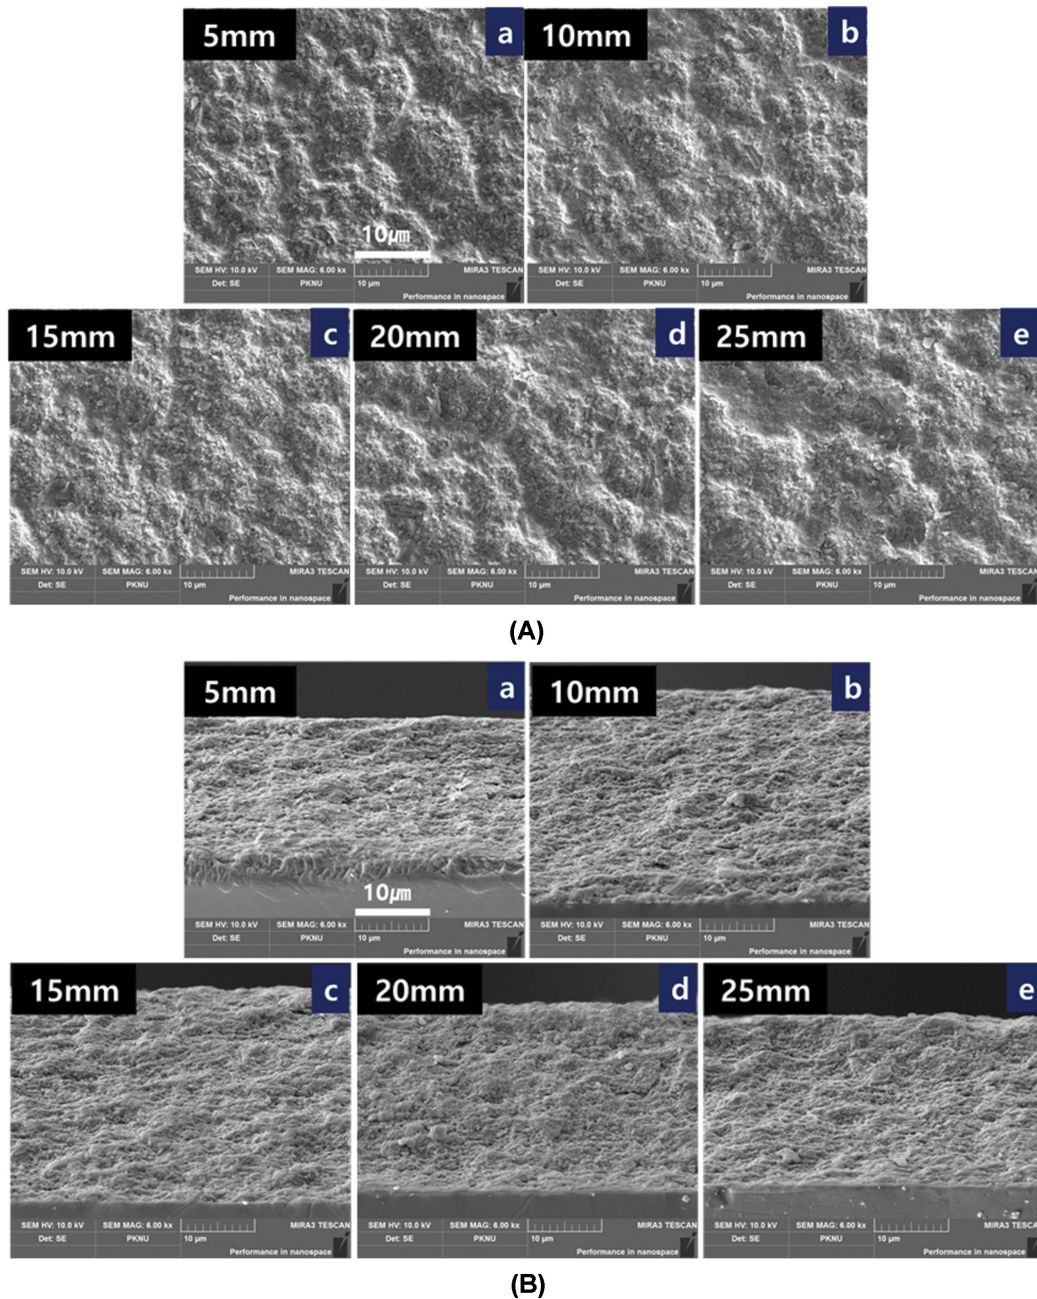 5mm
a
10mm
b
10μm
SEM HV: 10.0 kV
SEM MAG: 6.00 kx
MIRA3 TESCAN
Det: SE
PKNU
10 μm
Performance in nanospace
SEM HV: 10.0 kV
SEM MAG: 6.00 kx
MIRA3 TESCAN
Det: SE
PKNU
10 μm
Performance in nanospace
15mm
c
20mm
d
25mm
e
SEM HV: 10.0 kV
SEM MAG: 6.00 kx
MIRA3 TESCAN
Det: SE
PKNU
10 μm
Performance in nanospace
SEM HV: 10.0 kV
SEM MAG: 6.00 kx
MIRA3 TESCAN
Det: SE
PKNU
10 μm
Performance in nanospace
SEM HV: 10.0 kV
SEM MAG: 6.00 kx
MIRA3 TESCAN
Det: SE
PKNU
10 μm
Performance in nanospace
(A)
5mm
a
10mm
b
10μm
SEM HV: 10.0 kV
SEM MAG: 6.00 kx
MIRA3 TESCAN
Det: SE
PKNU
10 μm
Performance in nanospace
SEM HV: 10.0 kV
SEM MAG: 6.00 kx
MIRA3 TESCAN
Det: SE
PKNU
10 μm
Performance in nanospace
15mm
c
20mm
d
25mm
e
SEM HV: 10.0 kV
SEM MAG: 6.00 kx
MIRA3 TESCAN
Det: SE
PKNU
10 μm
Performance in nanospace
SEM HV: 10.0 kV
SEM MAG: 6.00 kx
MIRA3 TESCAN
Det: SE
PKNU
10 μm
Performance in nanospace
SEM HV: 10.0 kV
SEM MAG: 6.00 kx
MIRA3 TESCAN
Det: SE
PKNU
10 μm
Performance in nanospace
(B)